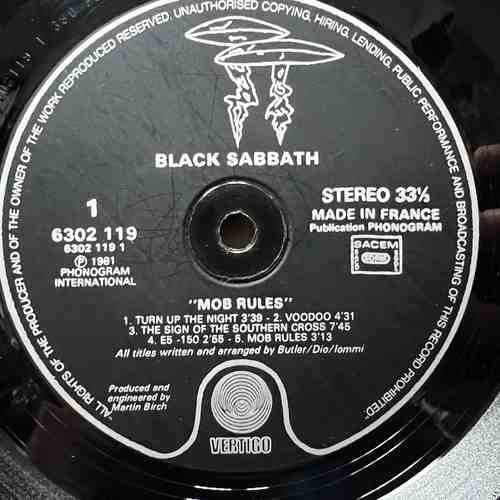 "ALL RIGHTS OF THE PRODUCER AND OF THE OWNER OF THE WORK REPRODUCED RESERVED. UNAUTHORISED COPYING, HIRING, LENDING, PUBLIC PERFORMANCE AND BROADCASTING OF THIS RECORD PROHIBITED"
BLACK SABBATH
1
6302 119
6302 119 1
Ⓟ 1981
PHONOGRAM
INTERNATIONAL
STEREO 33⅓
MADE IN FRANCE
Publication PHONOGRAM
SACEM
"MOB RULES"
1. TURN UP THE NIGHT 3'39 - 2. VOODOO 4'31
3. THE SIGN OF THE SOUTHERN CROSS 7'45
4. E5 -150 2'56 - 5. MOB RULES 3'13
All titles written and arranged by Butler/Dio/Iommi
Produced and
engineered by
Martin Birch
VERTIGO